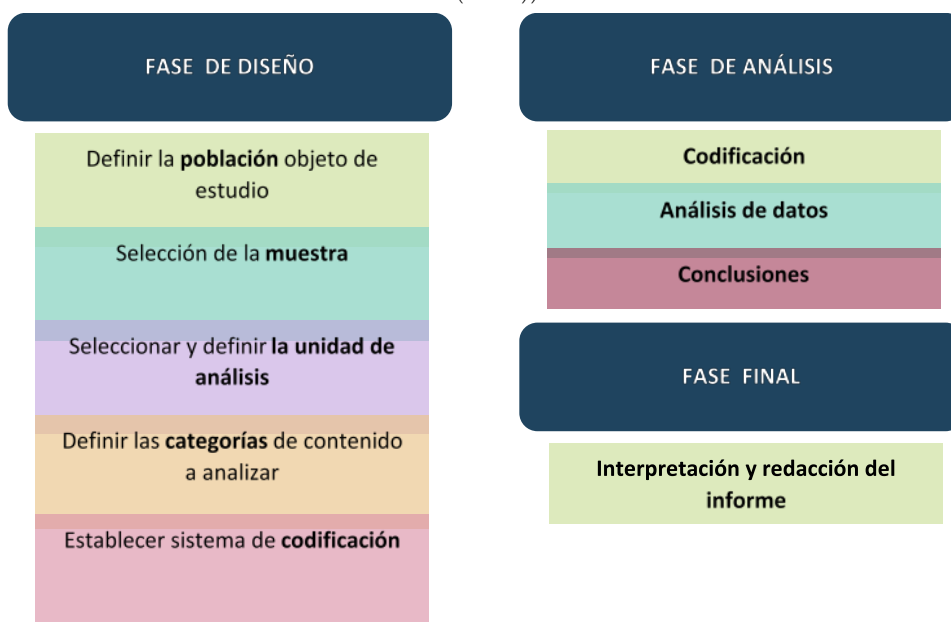 FASE DE DISEÑO
Definir la población objeto de
estudio
Selección de la muestra
Seleccionar y definir la unidad de
análisis
Definir las categorías de contenido
a analizar
Establecer sistema de codificación
FASE DE ANÁLISIS
Codificación
Análisis de datos
Conclusiones
FASE FINAL
Interpretación y redacción del
informe